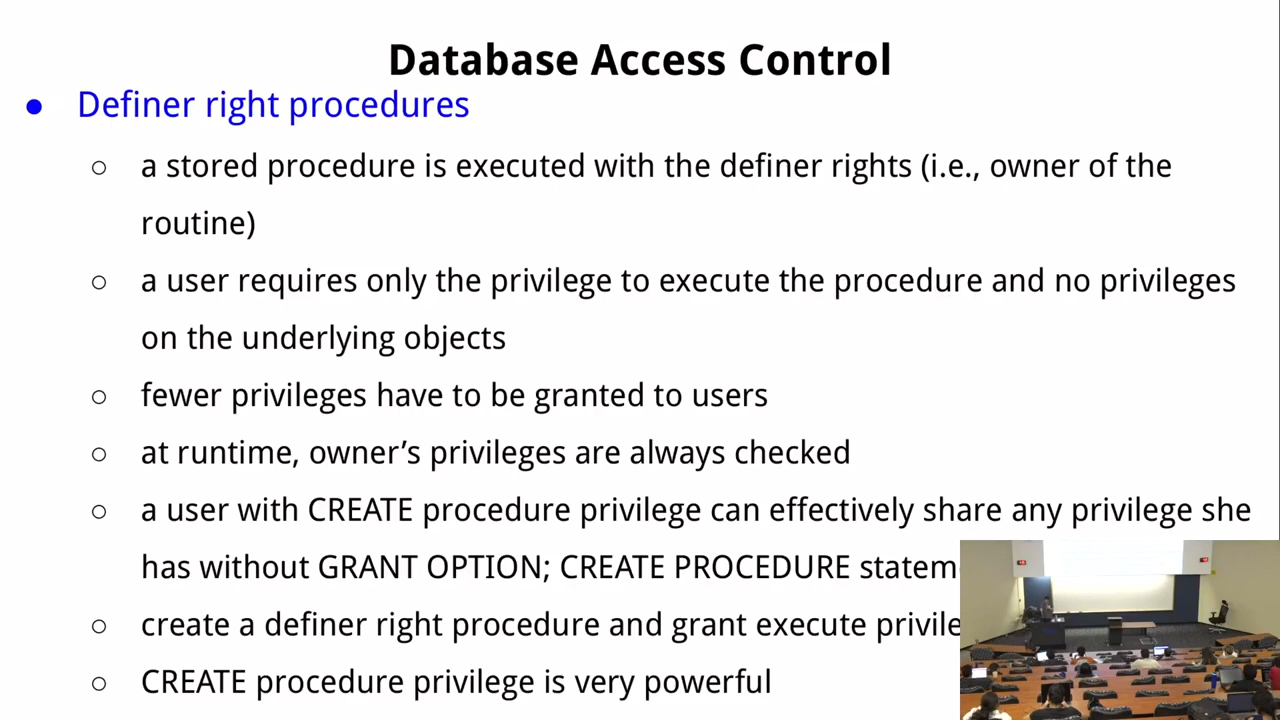 Database Access Control
● Definer right procedures
○ a stored procedure is executed with the definer rights (i.e., owner of the
routine)
○ a user requires only the privilege to execute the procedure and no privileges
on the underlying objects
○ fewer privileges have to be granted to users
○ at runtime, owner’s privileges are always checked
○ a user with CREATE procedure privilege can effectively share any privilege she
has without GRANT OPTION; CREATE PROCEDURE
○ create a definer right procedure and grant execute
○ CREATE procedure privilege is very powerful